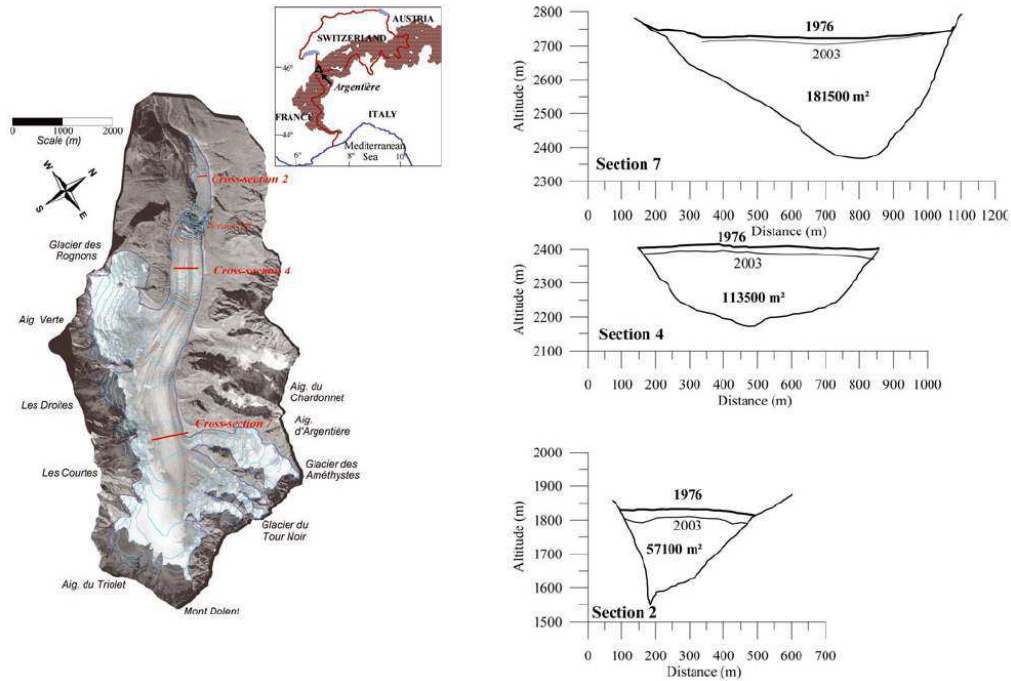 AUSTRIA
SWITZERLAND
46°
Argentière
FRANCE
ITALY
44°
Mediterranean
Sea
6°
8°
10°
0 1000 2000
Scale (m)
N
W
S
E
Cross-section 2
Glacier des
Rognons
Cross-section 4
Aig. Verte
Les Droites
Aig. du
Chardonnet
Aig.
d'Argentière
Cross-section 7
Les Courtes
Glacier des
Améthystes
Glacier du
Tour Noir
Aig. du Triolet
Mont Dolent
2800
2700
2600
2500
2400
2300
Altitude (m)
1976
2003
181500 m²
Section 7
0 100 200 300 400 500 600 700 800 900 1000 1100 1200
Distance (m)
2400
2300
2200
2100
Altitude (m)
1976
2003
113500 m²
Section 4
0 100 200 300 400 500 600 700 800 900 1000
Distance (m)
2000
1900
1800
1700
1600
1500
Altitude (m)
1976
2003
57100 m²
Section 2
0 100 200 300 400 500 600 700
Distance (m)